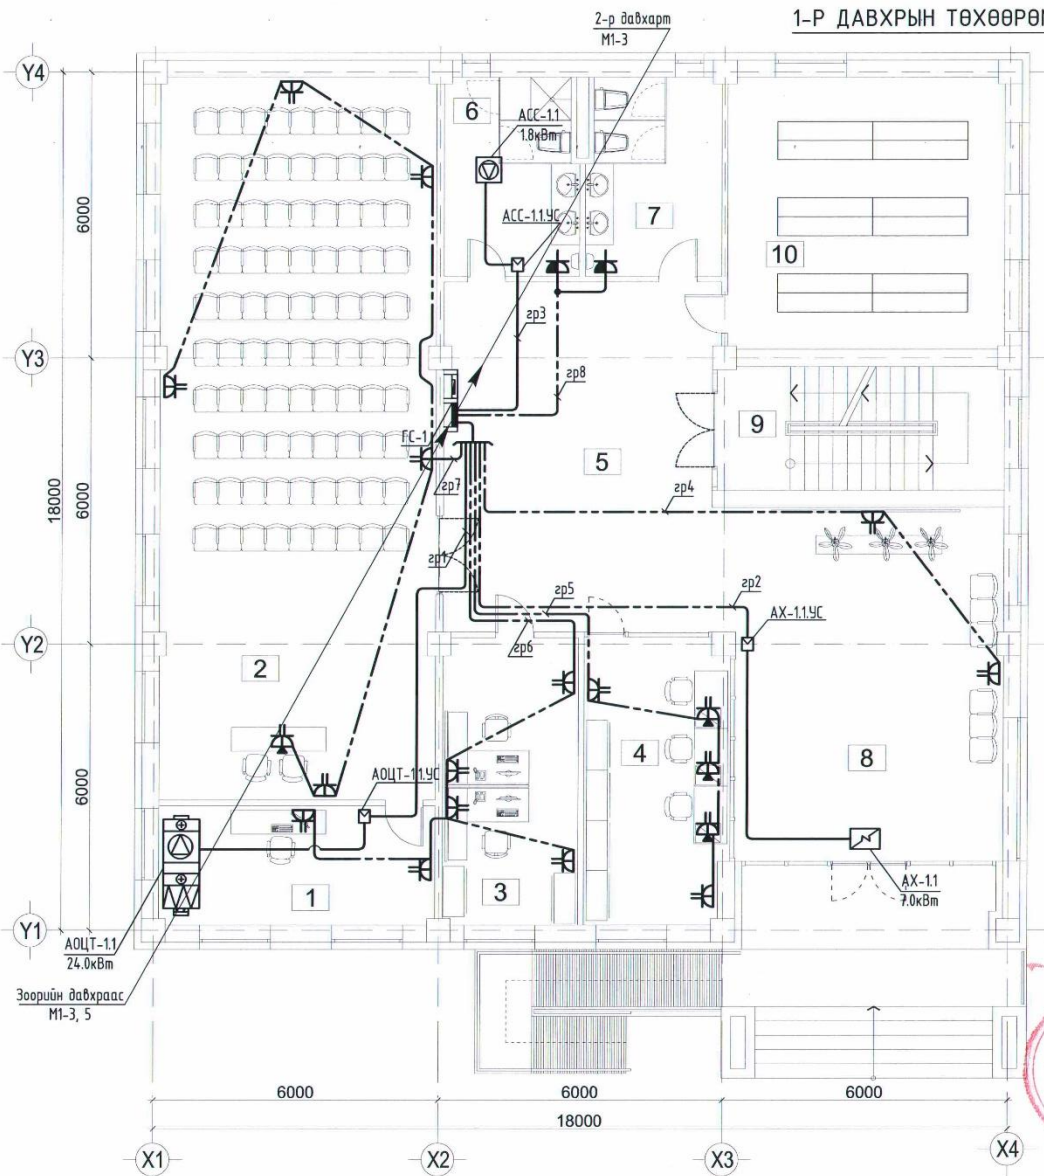 1-Р ДАВХРЫН ТӨХӨӨРӨМ
2-р давхарт
М1-3
Y4
6
АСС-1.1
1.8кВт
6000
АСС-1.1.УС
7
10
гр3
Y3
гр8
9
ГС-1
5
гр7
гр4
18000
6000
гр1
гр5
гр2
АХ-1.1.УС
гр6
Y2
2
4
8
АОЦТ-1.1.УС
6000
1
3
АХ-1.1
7.0кВт
Y1
АОЦТ-1.1
24.0кВт
Зоорийн давхраас
М1-3, 5
6000
6000
6000
18000
X1
X2
X3
X4